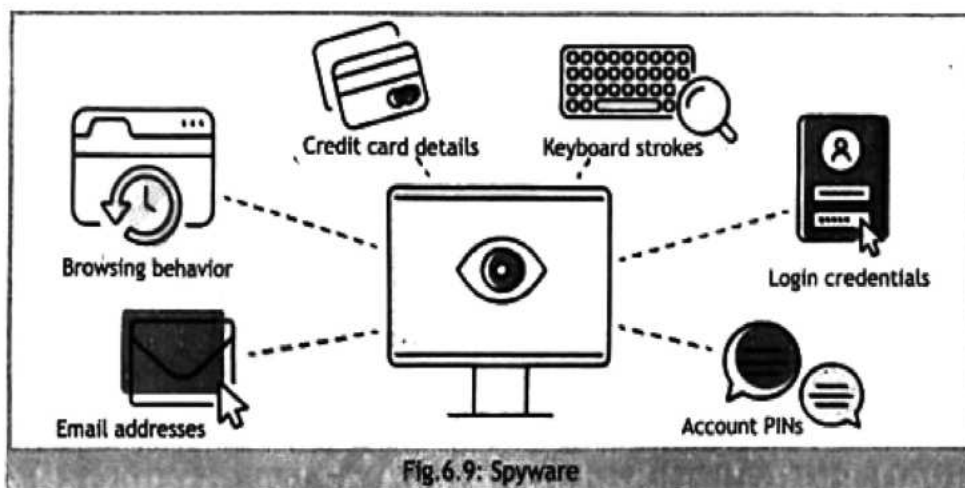 Credit card details
Keyboard strokes
Browsing behavior
Login credentials
Email addresses
Account PINs
Fig.6.9: Spyware